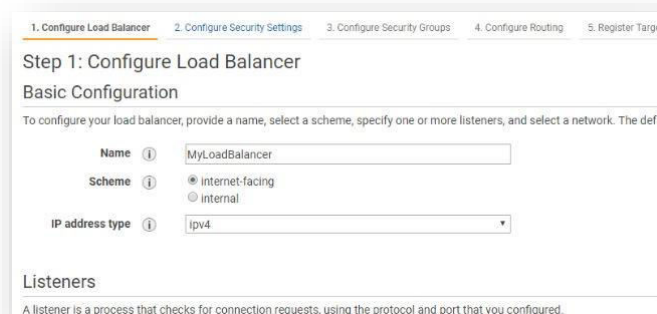 1. Configure Load Balancer 2. Configure Security Settings 3. Configure Security Groups 4. Configure Routing 5. Register Targe
Step 1: Configure Load Balancer
Basic Configuration
To configure your load balancer, provide a name, select a scheme, specify one or more listeners, and select a network. The def
Name i MyLoadBalancer
Scheme i internet-facing
internal
IP address type i ipv4
Listeners
A listener is a process that checks for connection requests, using the protocol and port that you configured.